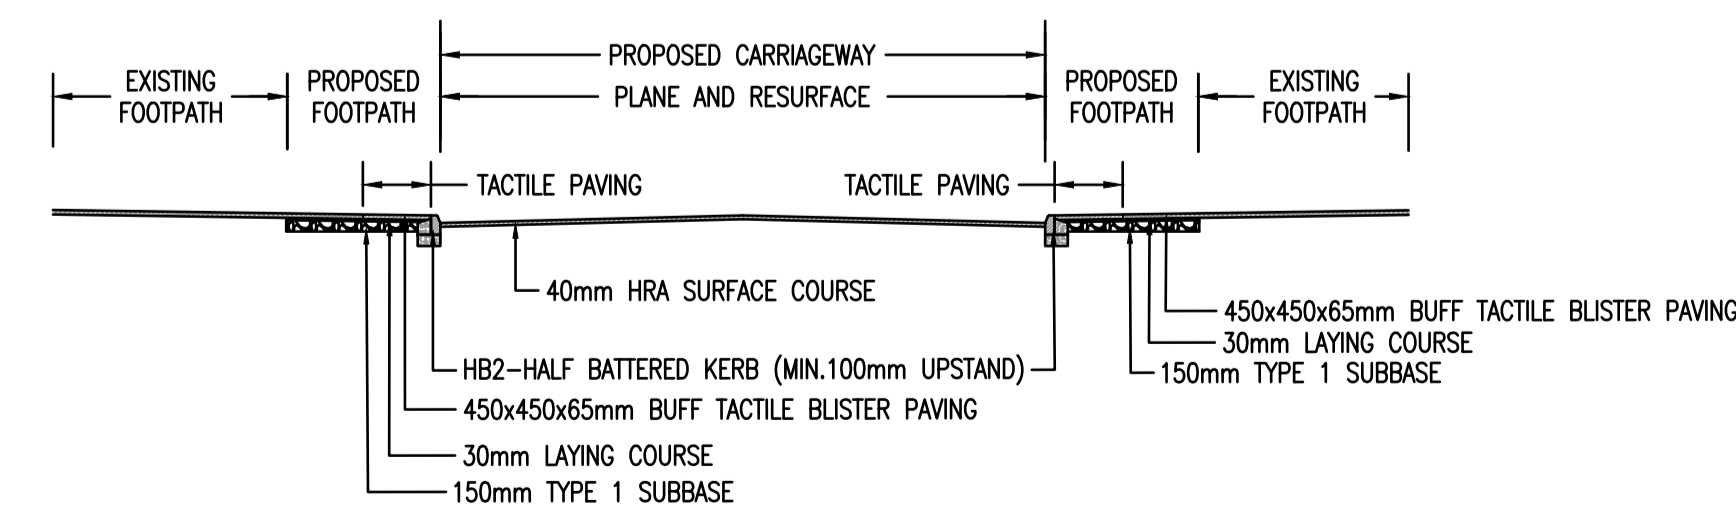 PROPOSED CARRIAGEWAY
EXISTING FOOTPATH
PROPOSED FOOTPATH
PLANE AND RESURFACE
PROPOSED FOOTPATH
EXISTING FOOTPATH
TACTILE PAVING
TACTILE PAVING
40mm HRA SURFACE COURSE
450x450x65mm BUFF TACTILE BLISTER PAVING
30mm LAYING COURSE
150mm TYPE 1 SUBBASE
HB2-HALF BATTERED KERB (MIN.100mm UPSTAND)
450x450x65mm BUFF TACTILE BLISTER PAVING
30mm LAYING COURSE
150mm TYPE 1 SUBBASE